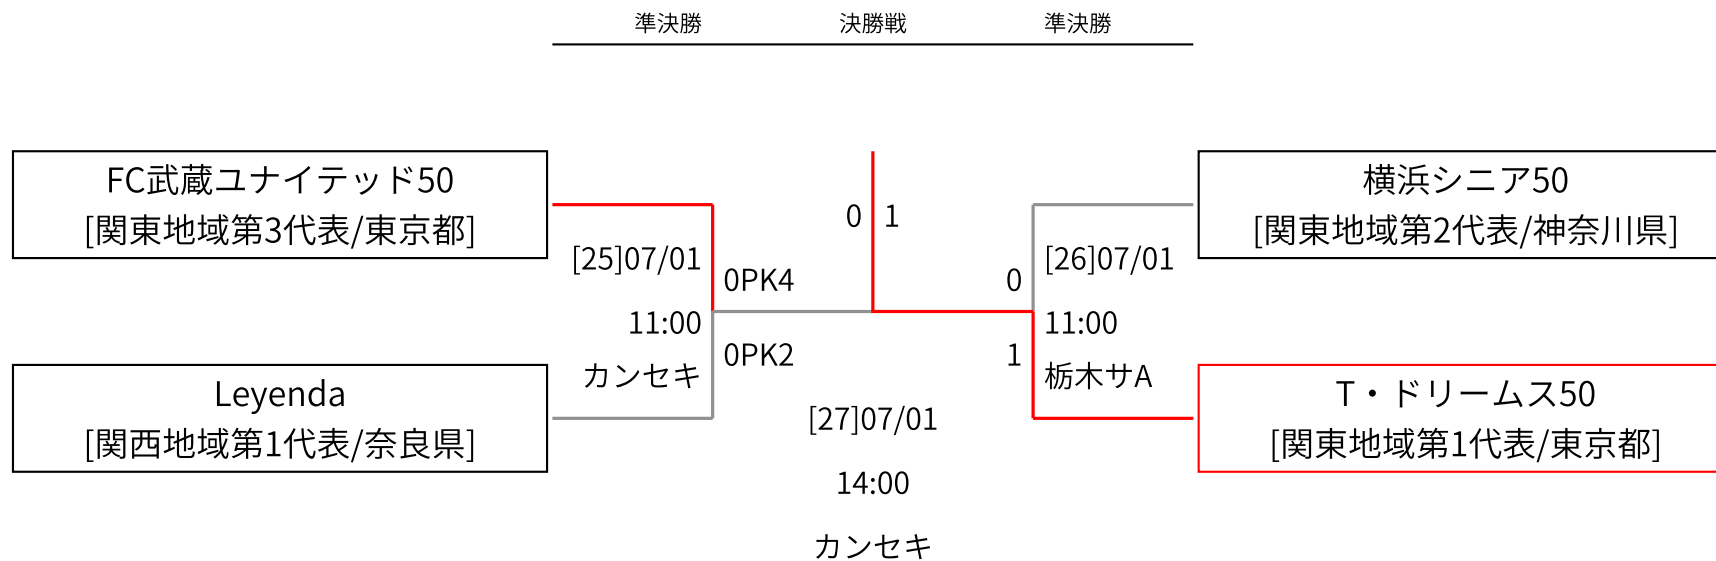 準決勝 決勝戦 準決勝
FC武蔵ユナイテッド50
[関東地域第3代表/東京都]
Leyenda
[関西地域第1代表/奈良県]
[25]07/01
11:00
カンセキ
0PK4
0PK2
0 1
[27]07/01
14:00
カンセキ
0
1
[26]07/01
11:00
栃木サA
横浜シニア50
[関東地域第2代表/神奈川県]
T・ドリームス50
[関東地域第1代表/東京都]